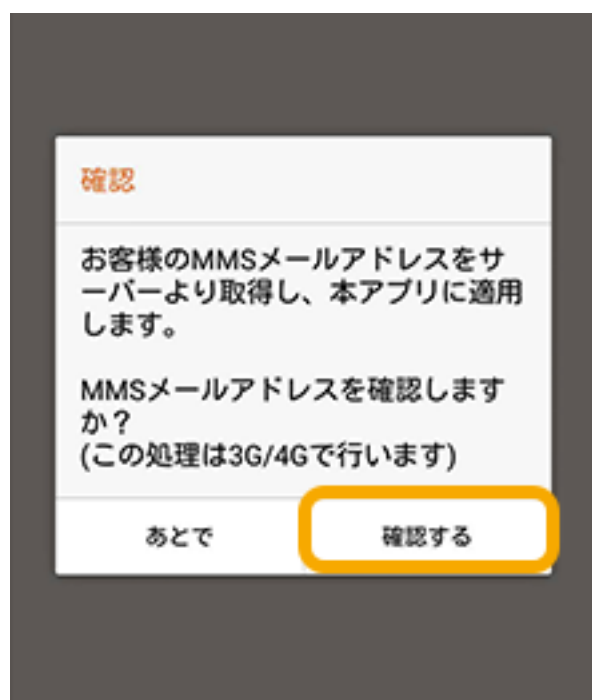 確認
お客様のMMSメールアドレスをサ
ーバーより取得し、本アプリに適用
します。
MMSメールアドレスを確認します
か？
(この処理は3G/4Gで行います)
あとで
確認する